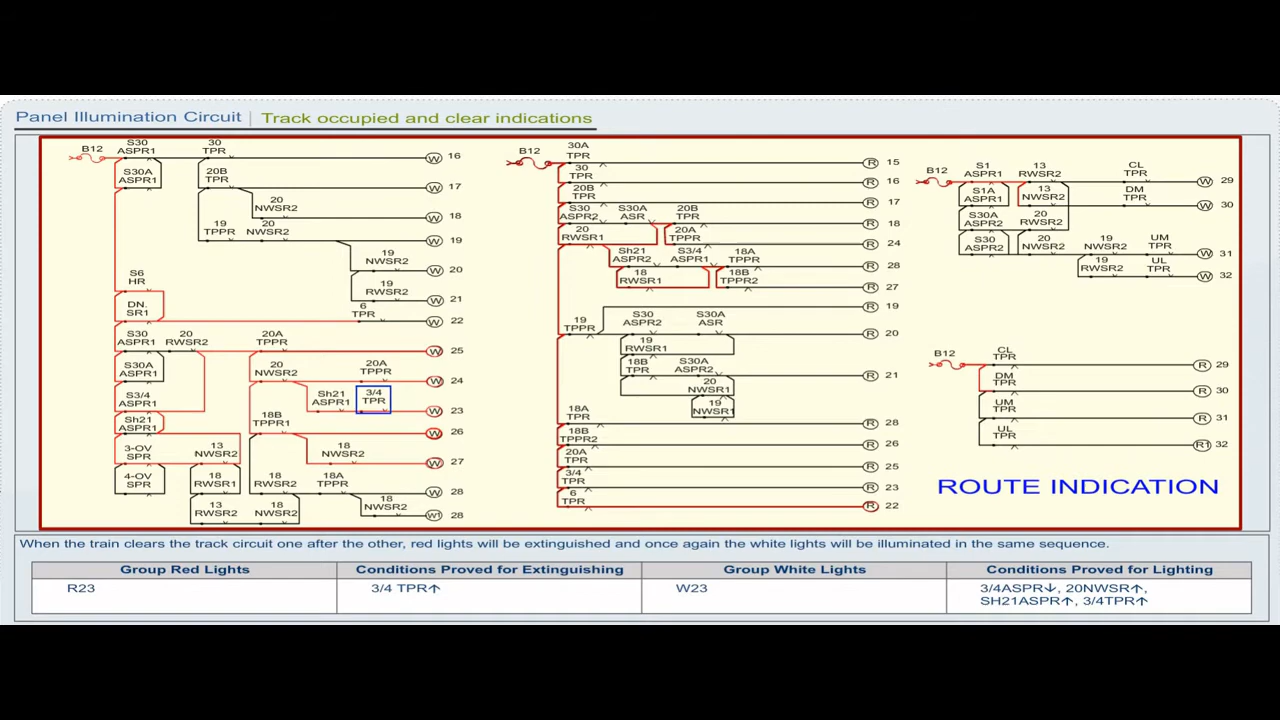 Panel Illumination Circuit | Track occupied and clear indications
B12
S30
ASPR1
30
TPR
W 16
S30A
ASPR1
20B
TPR
W 17
20
NWSR2
W 18
19
TPPR
20
NWSR2
W 19
19
NWSR2
W 20
19
RWSR2
W 21
S6
HR
DN.
SR1
6
TPR
W 22
S30
ASPR1
20
RWSR2
20A
TPPR
W 25
S30A
ASPR1
20
NWSR2
20A
TPPR
W 24
S3/4
ASPR1
Sh21
ASPR1
3/4
TPR
W 23
Sh21
ASPR1
18B
TPPR1
W 26
3-OV
SPR
13
NWSR2
18
NWSR2
W 27
4-OV
SPR
18
RWSR1
18
RWSR2
18A
TPPR
W 28
13
RWSR2
18
NWSR2
18
NWSR2
W1 28
B12
30A
TPR
R 15
30
TPR
R 16
20B
TPR
R 17
S30
ASPR2
S30A
ASR
20B
TPR
R 18
20
RWSR1
20A
TPPR
R 24
Sh21
ASPR2
S3/4
ASPR1
18A
TPPR
R 28
18
RWSR1
18B
TPPR2
R 27
R 19
19
TPPR
S30
ASPR2
S30A
ASR
R 20
19
RWSR1
18B
TPR
S30A
ASPR2
R 21
20
NWSR1
19
NWSR1
18A
TPR
R 28
18B
TPPR2
R 26
20A
TPR
R 25
3/4
TPR
R 23
6
TPR
R 22
B12
S1
ASPR1
13
RWSR2
CL
TPR
W 29
S1A
ASPR1
13
NWSR2
DM
TPR
W 30
S30A
ASPR2
20
RWSR2
S30
ASPR2
20
NWSR2
19
NWSR2
UM
TPR
W 31
19
RWSR2
UL
TPR
W 32
B12
CL
TPR
R 29
DM
TPR
R 30
UM
TPR
R 31
UL
TPR
R1 32
ROUTE INDICATION
When the train clears the track circuit one after the other, red lights will be extinguished and once again the white lights will be illuminated in the same sequence.
Group Red Lights Conditions Proved for Extinguishing Group White Lights Conditions Proved for Lighting
R23 3/4 TPR↑ W23 3/4ASPR↓, 20NWSR↑,
SH21ASPR↑, 3/4TPR↑